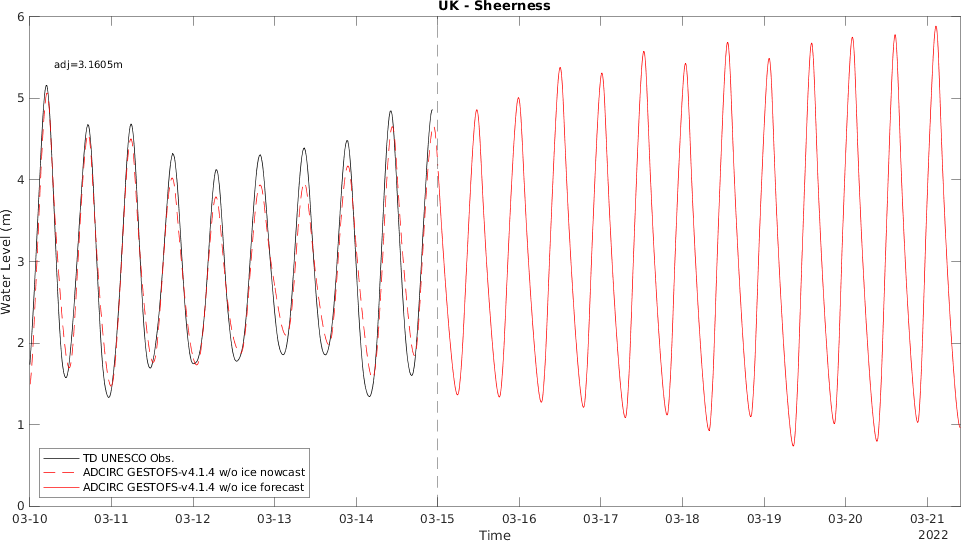 UK - Sheerness
6
adj=3.1605m
5
4
3
2
1
0
Water Level (m)
TD UNESCO Obs.
ADCIRC GESTOFS-v4.1.4 w/o ice nowcast
ADCIRC GESTOFS-v4.1.4 w/o ice forecast
03-10 03-11 03-12 03-13 03-14 03-15 03-16 03-17 03-18 03-19 03-20 03-21
Time
2022